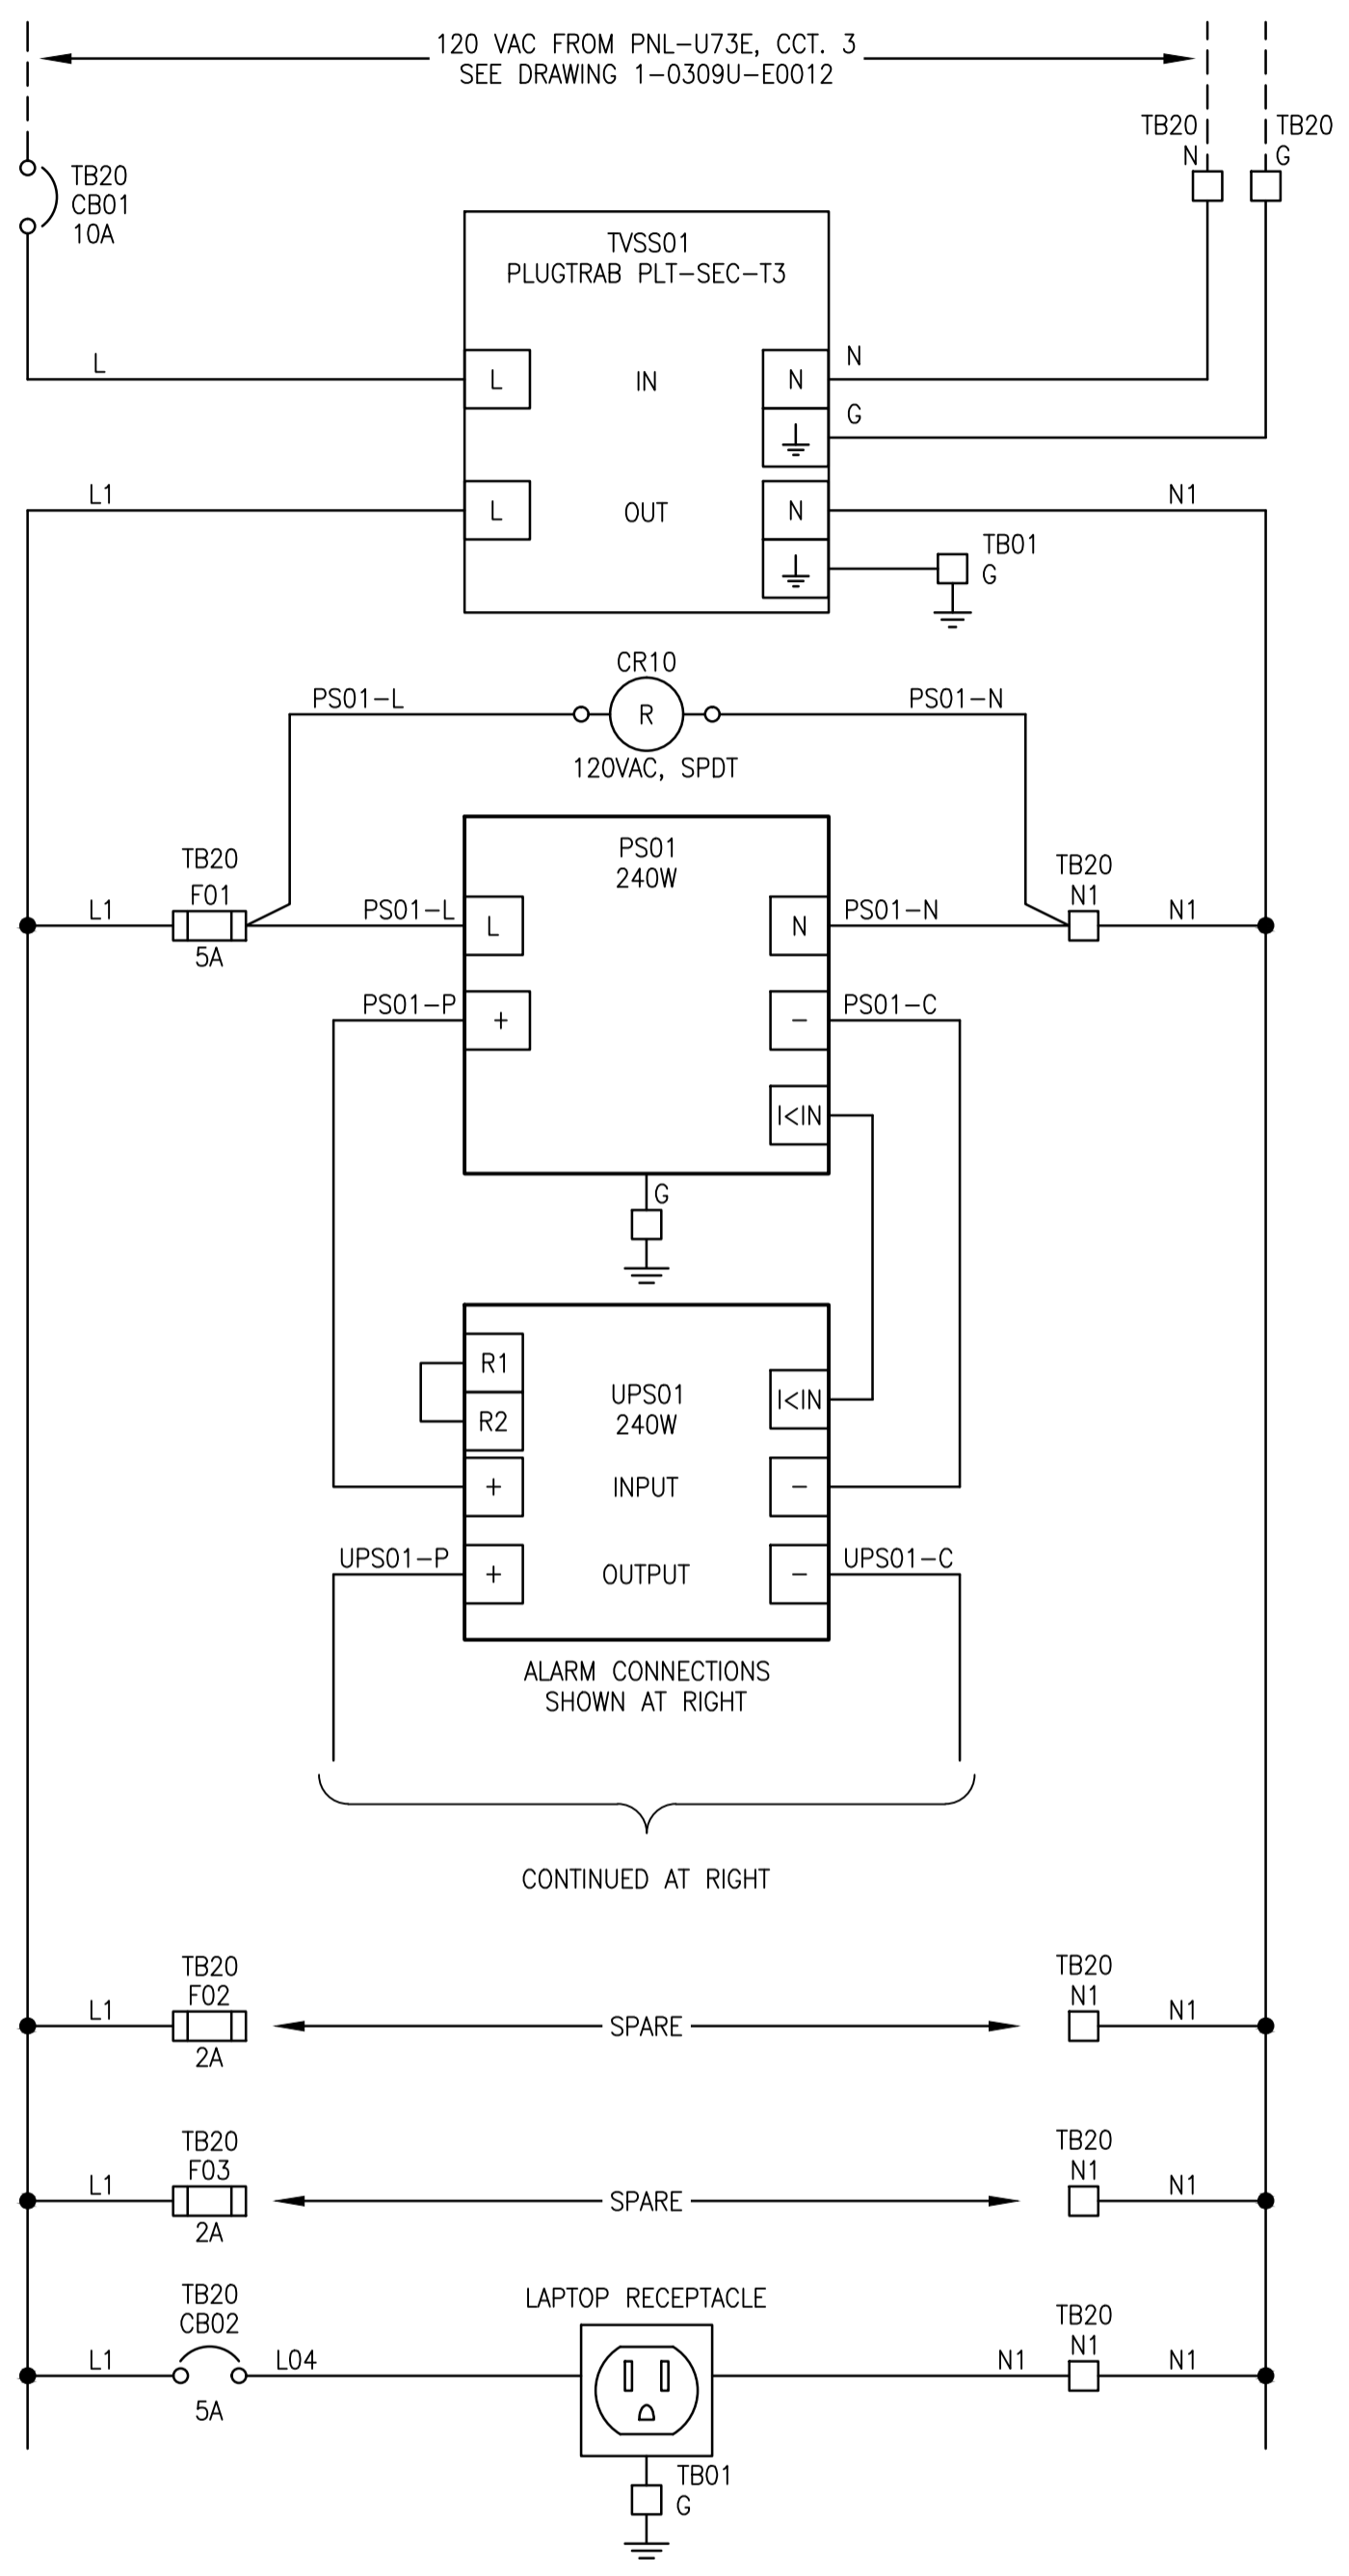 120 VAC FROM PNL-U73E, CCT. 3
SEE DRAWING 1-0309U-E0012
TB20
N
TB20
G
TB20
CB01
10A
TVSS01
PLUGTRAB PLT-SEC-T3
L
L
IN
N
N
G
L1
L
OUT
N
N1
TB01
G
CR10
PS01-L
R
PS01-N
120VAC, SPDT
PS01
240W
TB20
F01
5A
L1
PS01-L
L
N
PS01-N
TB20
N1
N1
PS01-P
+
-
PS01-C
I<IN
G
R1
R2
UPS01
240W
I<IN
+
INPUT
-
UPS01-P
+
OUTPUT
-
UPS01-C
ALARM CONNECTIONS
SHOWN AT RIGHT
CONTINUED AT RIGHT
TB20
F02
2A
L1
SPARE
TB20
N1
N1
TB20
F03
2A
L1
SPARE
TB20
N1
N1
TB20
CB02
5A
L1
L04
LAPTOP RECEPTACLE
N1
TB20
N1
N1
TB01
G